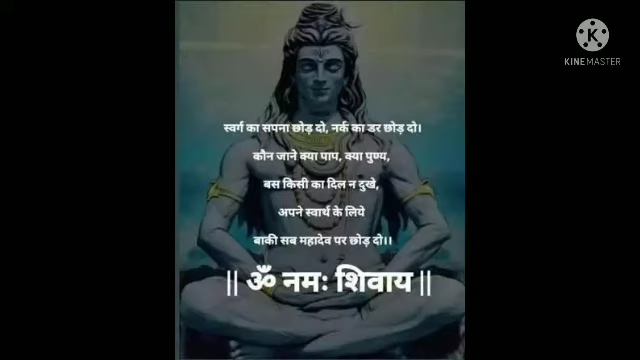 KINEMASTER
स्वर्ग का सपना छोड़ दो, नर्क का डर छोड़ दो।
कौन जाने क्या पाप, क्या पुण्य,
बस किसी का दिल न दुखे,
अपने स्वार्थ के लिये
बाकी सब महादेव पर छोड़ दो।।
|| ॐ नमः शिवाय ||